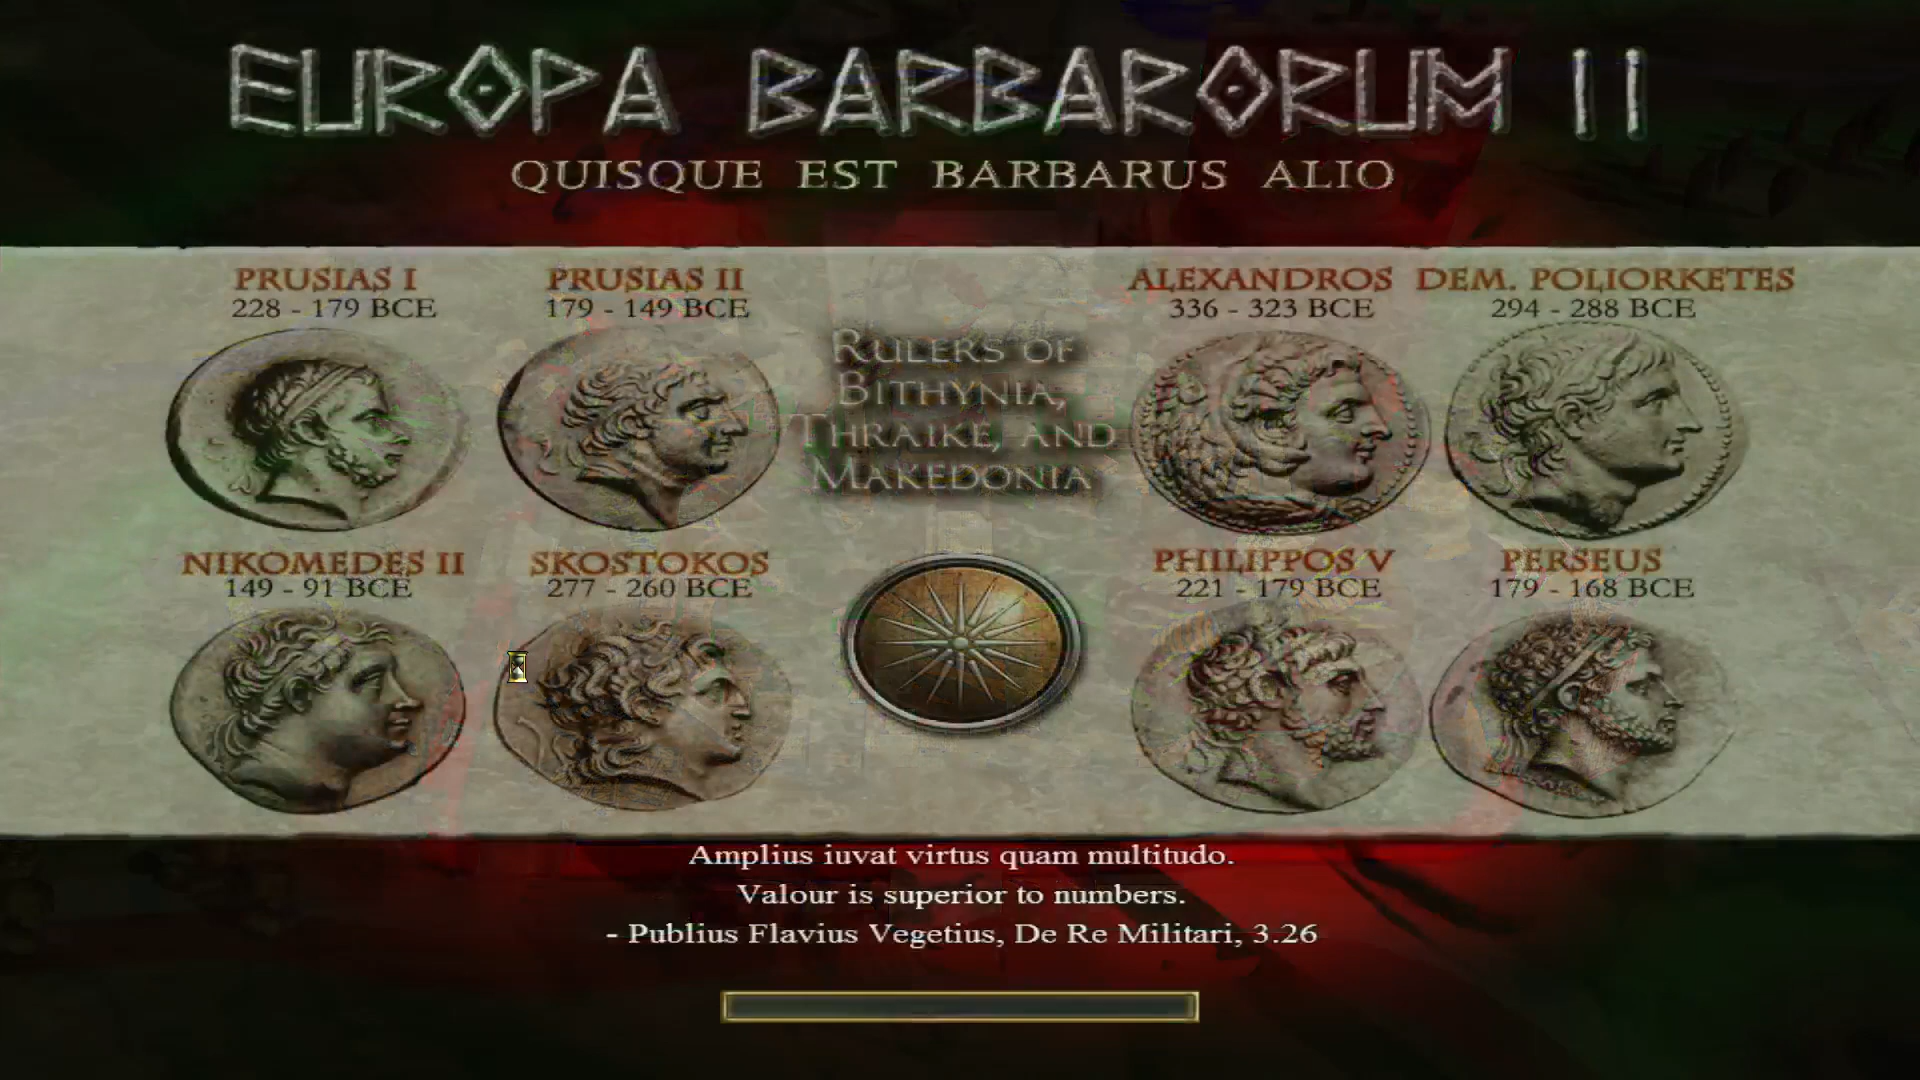 EUROPA BARBARORUM II
QUISQUE EST BARBARUS ALIO
PRUSIAS I
228 - 179 BCE
PRUSIAS II
179 - 149 BCE
RULERS OF
BITHYNIA,
THRAIKE, AND
MAKEDONIA
ALEXANDROS
336 - 323 BCE
DEM. POLIORKETES
294 - 288 BCE
NIKOMEDES II
149 - 91 BCE
SKOSTOKOS
277 - 260 BCE
PHILIPPOS V
221 - 179 BCE
PERSEUS
179 - 168 BCE
Amplius iuvat virtus quam multitudo.
Valour is superior to numbers.
- Publius Flavius Vegetius, De Re Militari, 3.26